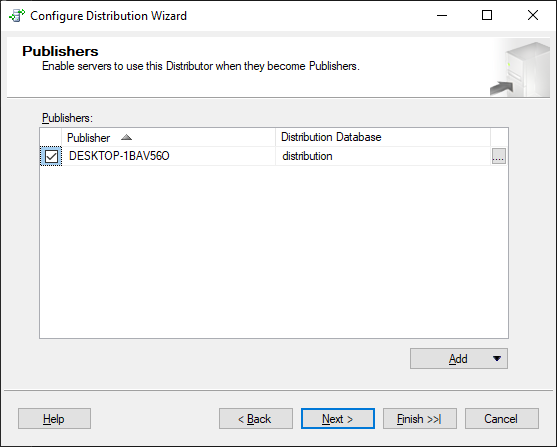 Configure Distribution Wizard
Publishers
Enable servers to use this Distributor when they become Publishers.
Publishers:
Publisher Distribution Database
DESKTOP-1BAV56O distribution ....
Add
Help < Back Next > Finish >>| Cancel